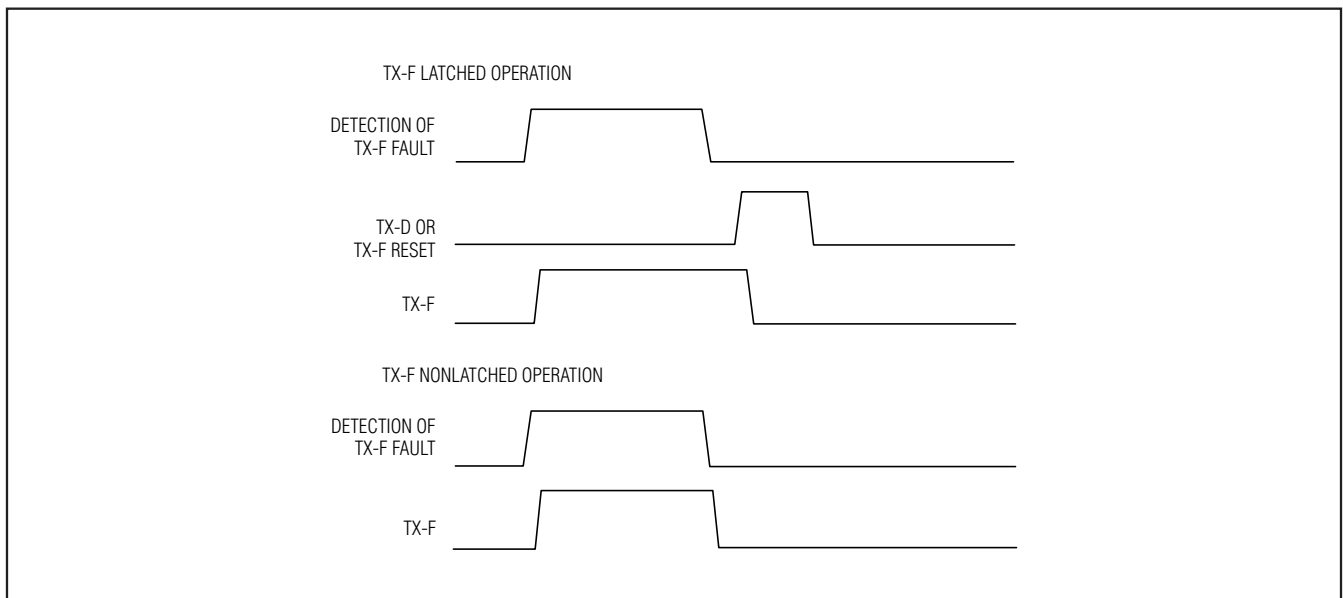 TX-F LATCHED OPERATION
DETECTION OF
TX-F FAULT
TX-D OR
TX-F RESET
TX-F
TX-F NONLATCHED OPERATION
DETECTION OF
TX-F FAULT
TX-F